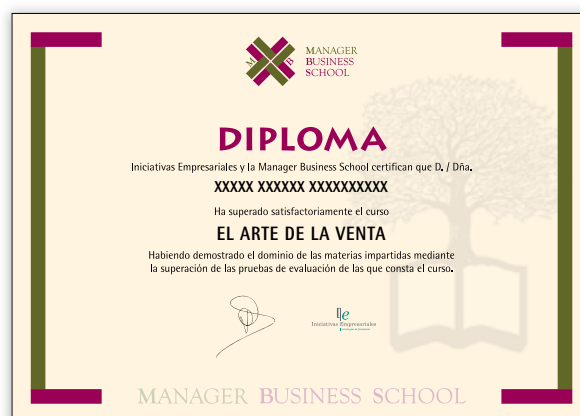 M B
MANAGER
BUSINESS
SCHOOL
DIPLOMA
Iniciativas Empresariales y la Manager Business School certifican que D. / Dña.
XXXXX XXXXXX XXXXXXXXXX
Ha superado satisfactoriamente el curso
EL ARTE DE LA VENTA
Habiendo demostrado el dominio de las materias impartidas mediante
la superación de las pruebas de evaluación de las que consta el curso.
Ie
Iniciativas Empresariales
MANAGER BUSINESS SCHOOL